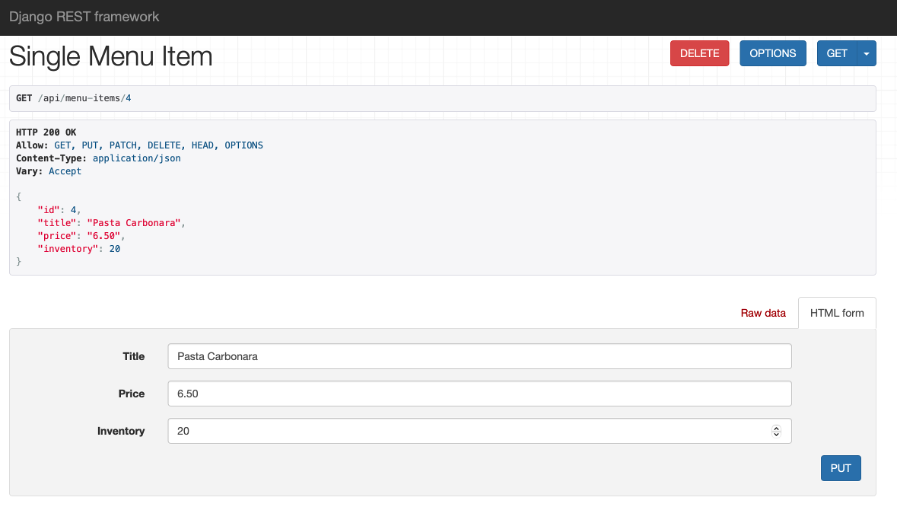 Django REST framework
Single Menu Item
DELETE
OPTIONS
GET
GET /api/menu-items/4
HTTP 200 OK
Allow: GET, PUT, PATCH, DELETE, HEAD, OPTIONS
Content-Type: application/json
Vary: Accept
{
    "id": 4,
    "title": "Pasta Carbonara",
    "price": "6.50",
    "inventory": 20
}
Raw data
HTML form
Title
Pasta Carbonara
Price
6.50
Inventory
20
PUT